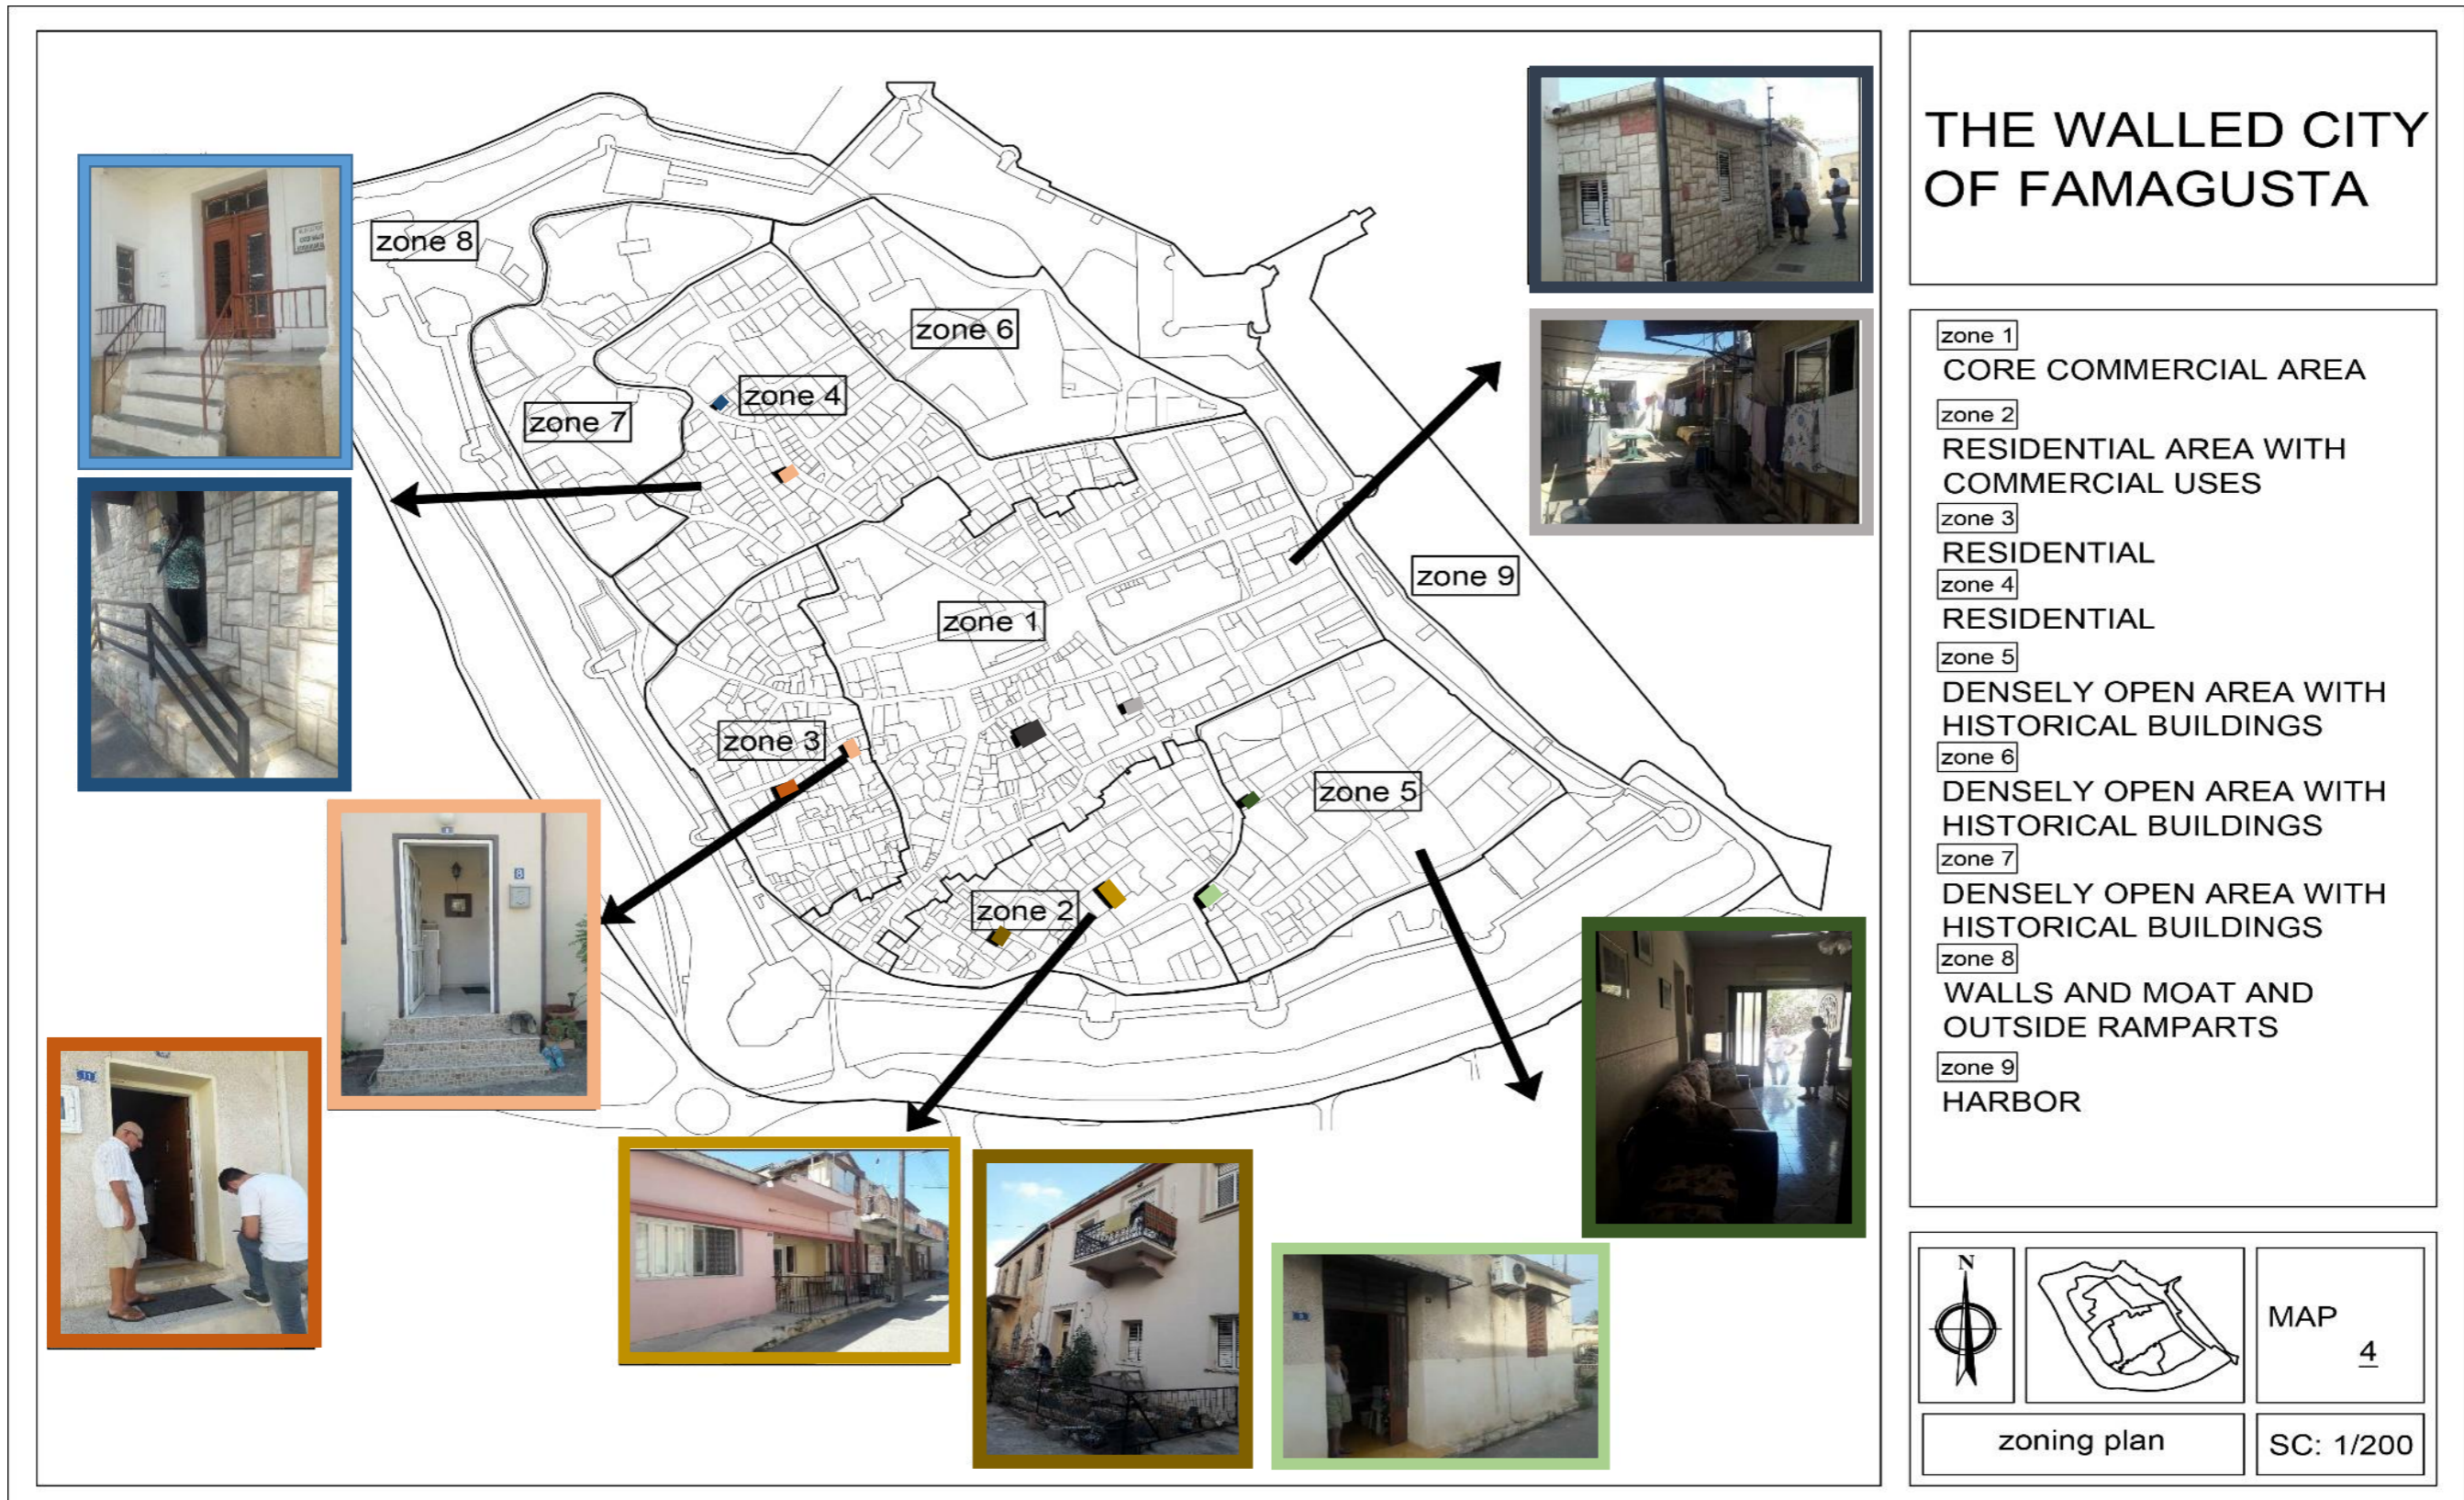 THE WALLED CITY
OF FAMAGUSTA
zone 8
zone 6
zone 4
zone 7
zone 9
zone 1
zone 3
zone 5
zone 2
8
11
zone 1
CORE COMMERCIAL AREA
zone 2
RESIDENTIAL AREA WITH
COMMERCIAL USES
zone 3
RESIDENTIAL
zone 4
RESIDENTIAL
zone 5
DENSELY OPEN AREA WITH
HISTORICAL BUILDINGS
zone 6
DENSELY OPEN AREA WITH
HISTORICAL BUILDINGS
zone 7
DENSELY OPEN AREA WITH
HISTORICAL BUILDINGS
zone 8
WALLS AND MOAT AND
OUTSIDE RAMPARTS
zone 9
HARBOR
N
MAP
4
zoning plan
SC: 1/200